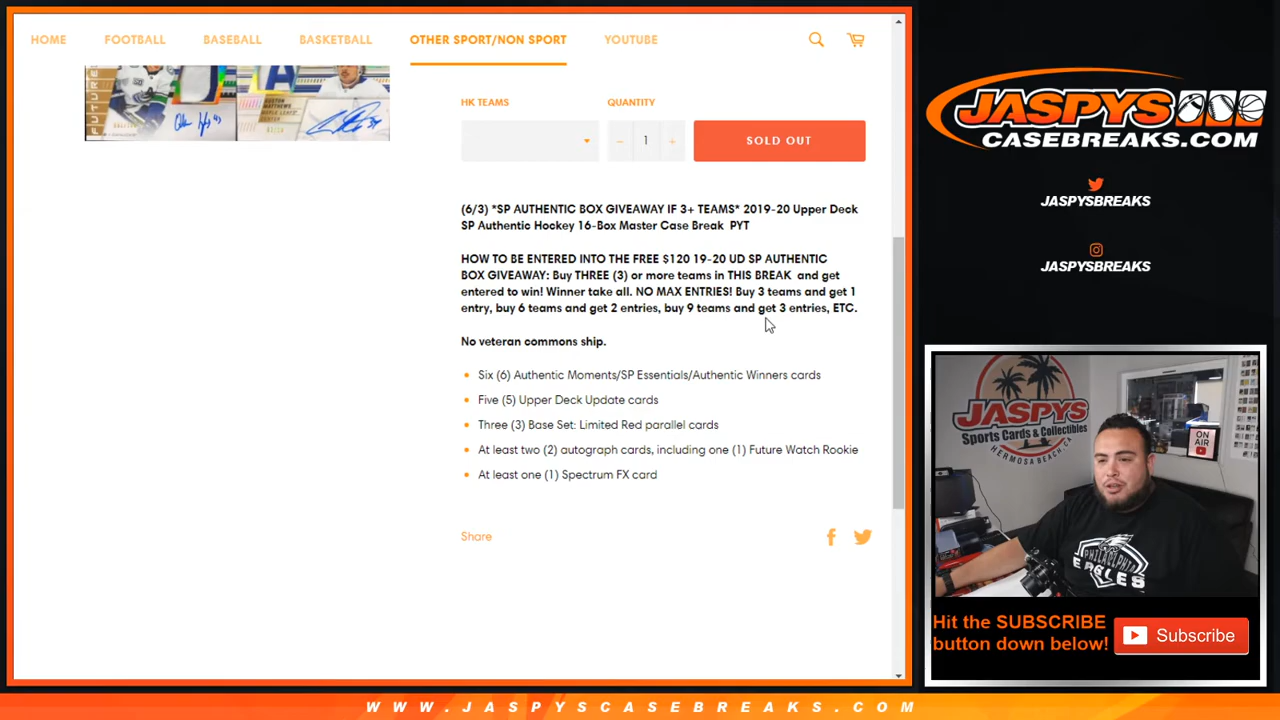 HOME FOOTBALL BASEBALL BASKETBALL OTHER SPORT/NON SPORT YOUTUBE
FUTURE
AUSTON MATTHEWS
HK TEAMS QUANTITY
− 1 + SOLD OUT
(6/3) *SP AUTHENTIC BOX GIVEAWAY IF 3+ TEAMS* 2019-20 Upper Deck
SP Authentic Hockey 16-Box Master Case Break PYT
HOW TO BE ENTERED INTO THE FREE $120 19-20 UD SP AUTHENTIC
BOX GIVEAWAY: Buy THREE (3) or more teams in THIS BREAK and get
entered to win! Winner take all. NO MAX ENTRIES! Buy 3 teams and get 1
entry, buy 6 teams and get 2 entries, buy 9 teams and get 3 entries, ETC.
No veteran commons ship.
Six (6) Authentic Moments/SP Essentials/Authentic Winners cards
Five (5) Upper Deck Update cards
Three (3) Base Set: Limited Red parallel cards
At least two (2) autograph cards, including one (1) Future Watch Rookie
At least one (1) Spectrum FX card
Share
JASPYS
CASEBREAKS.COM
JASPYSBREAKS
JASPYSBREAKS
JASPYS
Sports Cards & Collectibles
HERMOSA BEACH, CA
ON AIR
PHILADELPHIA
EAGLES
Hit the SUBSCRIBE
button down below!
Subscribe
WWW.JASPYSCASEBREAKS.COM